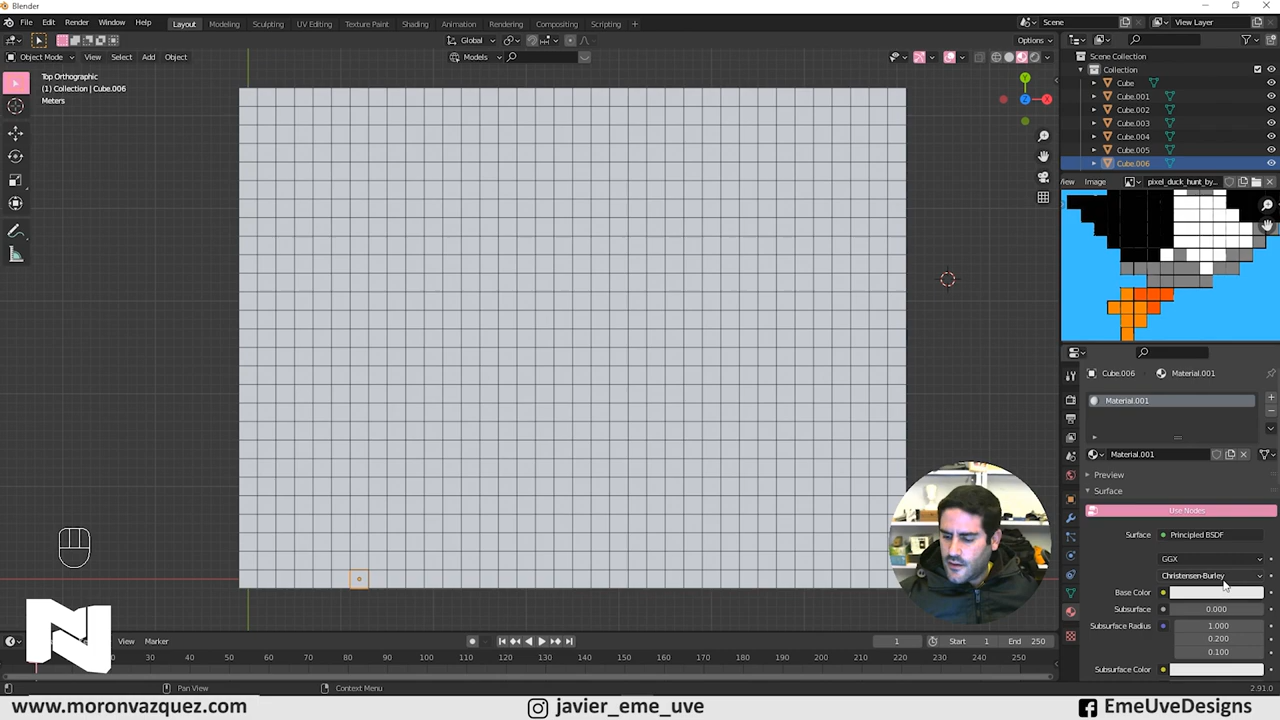 Blender
File Edit Render Window Help Layout Modeling Sculpting UV Editing Texture Paint Shading Animation Rendering Compositing Scripting + Scene View Layer
Global Options
Object Mode View Select Add Object Models
Top Orthographic
(1) Collection | Cube.006
Meters
Y
X
Z
Scene Collection
Collection
Cube
Cube.001
Cube.002
Cube.003
Cube.004
Cube.005
Cube.006
View Image pixel_duck_hunt_by...
Cube.006 Material.001
Material.001
Material.001
Preview
Surface
Use Nodes
Surface Principled BSDF
GGX
Christensen-Burley
Base Color
Subsurface 0.000
Subsurface Radius 1.000
0.200
0.100
Subsurface Color
View Marker 1 Start 1 End 250
30 40 50 60 70 80 90 100 110 120 130 140 150 160 170 180 190 200 210 220 230 240 250
Pan View Context Menu 2.91.0
N
www.moronvazquez.com javier_eme_uve EmeUveDesigns